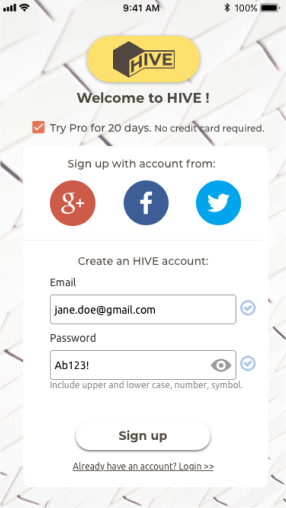 9:41 AM
100%
HIVE
Welcome to HIVE !
Try Pro for 20 days. No credit card required.
Sign up with account from:
g+
f
Create an HIVE account:
Email
jane.doe@gmail.com
Password
Ab123!
Include upper and lower case, number, symbol.
Sign up
Already have an account? Login >>